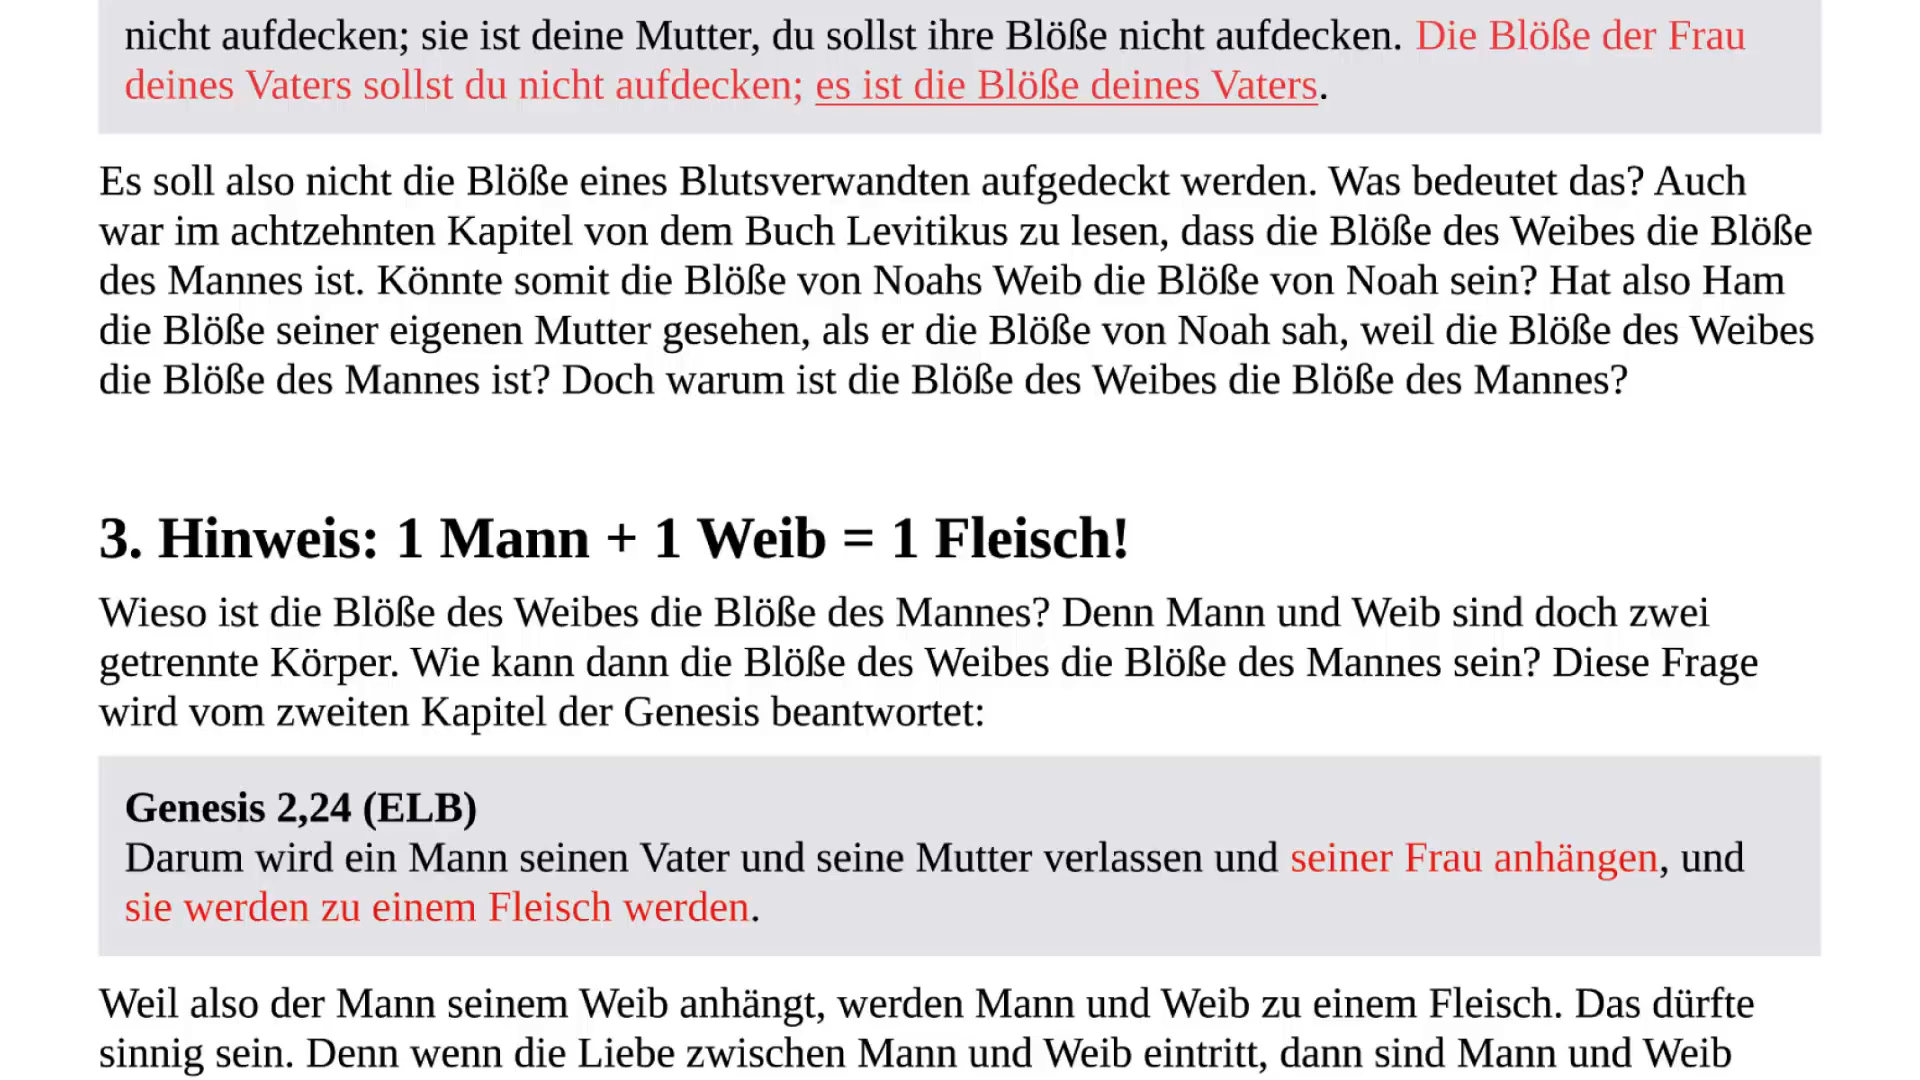 nicht aufdecken; sie ist deine Mutter, du sollst ihre Blöße nicht aufdecken. Die Blöße der Frau
deines Vaters sollst du nicht aufdecken; es ist die Blöße deines Vaters.
Es soll also nicht die Blöße eines Blutsverwandten aufgedeckt werden. Was bedeutet das? Auch
war im achtzehnten Kapitel von dem Buch Levitikus zu lesen, dass die Blöße des Weibes die Blöße
des Mannes ist. Könnte somit die Blöße von Noahs Weib die Blöße von Noah sein? Hat also Ham
die Blöße seiner eigenen Mutter gesehen, als er die Blöße von Noah sah, weil die Blöße des Weibes
die Blöße des Mannes ist? Doch warum ist die Blöße des Weibes die Blöße des Mannes?
3. Hinweis: 1 Mann + 1 Weib = 1 Fleisch!
Wieso ist die Blöße des Weibes die Blöße des Mannes? Denn Mann und Weib sind doch zwei
getrennte Körper. Wie kann dann die Blöße des Weibes die Blöße des Mannes sein? Diese Frage
wird vom zweiten Kapitel der Genesis beantwortet:
Genesis 2,24 (ELB)
Darum wird ein Mann seinen Vater und seine Mutter verlassen und seiner Frau anhängen, und
sie werden zu einem Fleisch werden.
Weil also der Mann seinem Weib anhängt, werden Mann und Weib zu einem Fleisch. Das dürfte
sinnig sein. Denn wenn die Liebe zwischen Mann und Weib eintritt, dann sind Mann und Weib